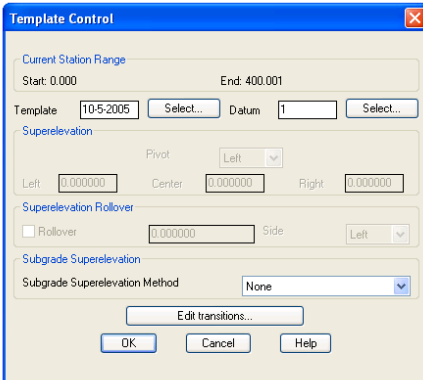 Template Control
Current Station Range
Start: 0.000 End: 400.001
Template 10-5-2005 Select... Datum 1 Select...
Superelevation
Pivot Left
Left 0.000000 Center 0.000000 Right 0.000000
Superelevation Rollover
Rollover 0.000000 Side Left
Subgrade Superelevation
Subgrade Superelevation Method None
Edit transitions...
OK Cancel Help